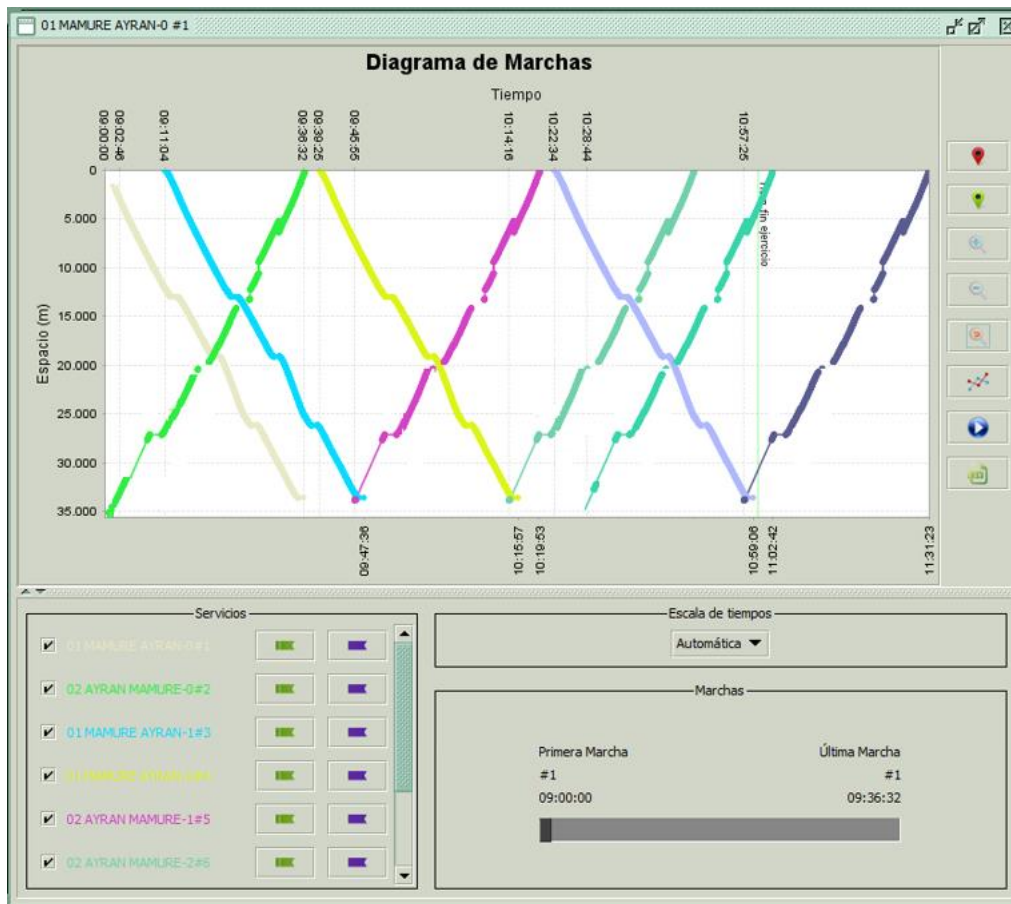 01 MAMURE AYRAN-0 #1
Diagrama de Marchas
Tiempo
09:00:00
09:02:46
09:11:04
09:36:32
09:39:25
09:45:55
10:14:16
10:22:34
10:28:44
10:57:25
Espacio (m)
0
5.000
10.000
15.000
20.000
25.000
30.000
35.000
fin ejercicio
09:47:36
10:15:57
10:19:53
10:59:06
11:02:42
11:31:23
Servicios
01 MAMURE AYRAN-0#1
02 AYRAN MAMURE-0#2
01 MAMURE AYRAN-1#3
02 AYRAN MAMURE-1#5
02 AYRAN MAMURE-2#6
Escala de tiempos
Automática
Marchas
Primera Marcha
Última Marcha
#1
#1
09:00:00
09:36:32